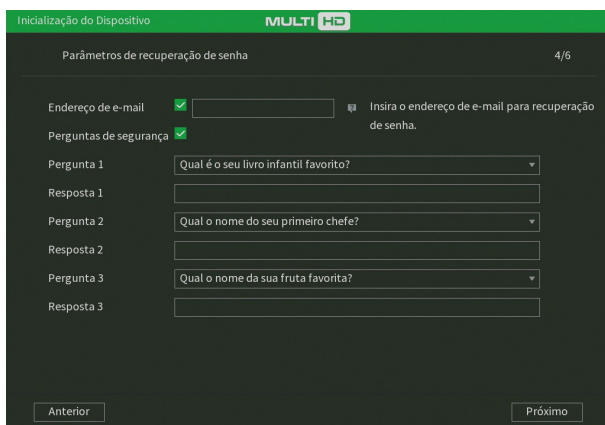 Inicialização do Dispositivo
MULTI HD
Parâmetros de recuperação de senha
4/6
Endereço de e-mail
Insira o endereço de e-mail para recuperação
de senha.
Perguntas de segurança
Pergunta 1
Qual é o seu livro infantil favorito?
Resposta 1
Pergunta 2
Qual o nome do seu primeiro chefe?
Resposta 2
Pergunta 3
Qual o nome da sua fruta favorita?
Resposta 3
Anterior
Próximo